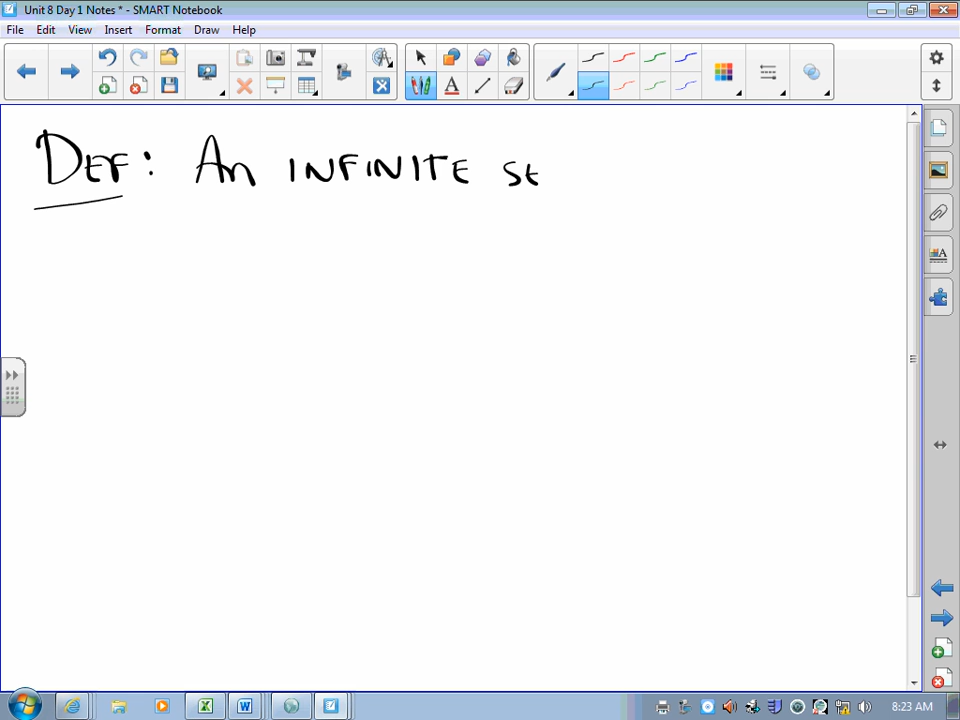 Unit 8 Day 1 Notes * - SMART Notebook
File Edit View Insert Format Draw Help
DEF: An INFINITE SE
8:23 AM